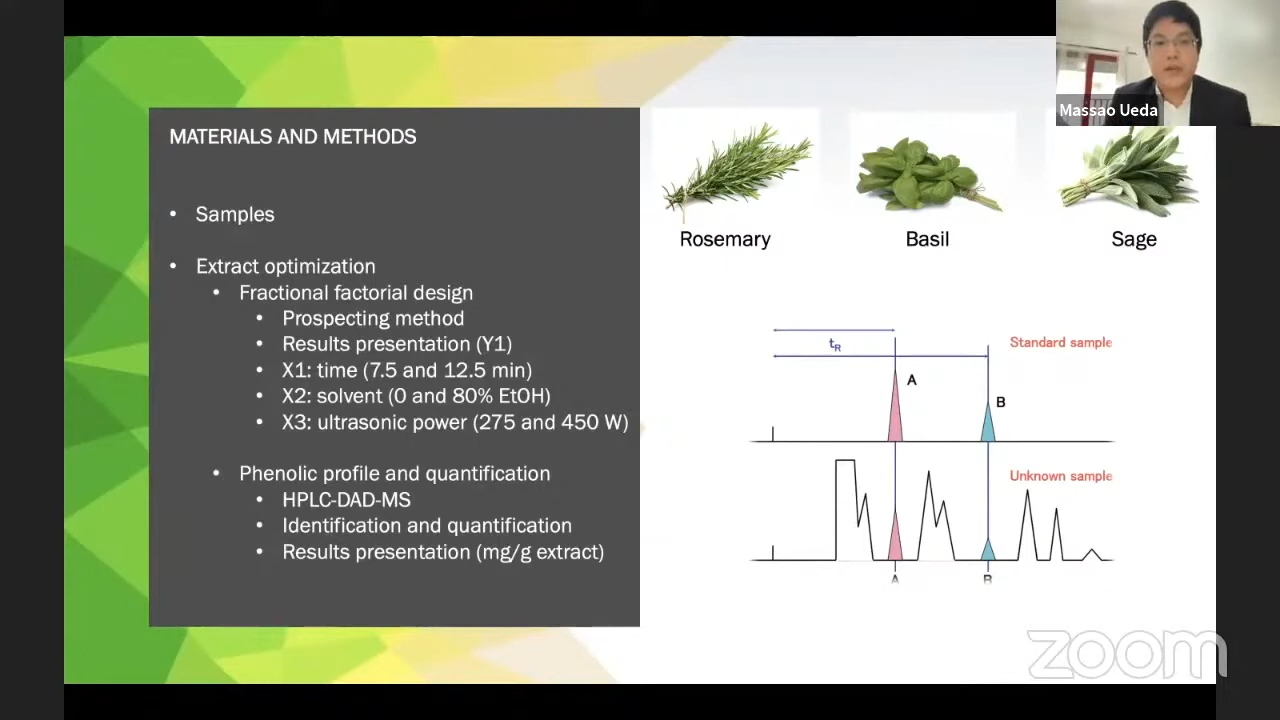 Massao Ueda
MATERIALS AND METHODS
• Samples
• Extract optimization
• Fractional factorial design
• Prospecting method
• Results presentation (Y1)
• X1: time (7.5 and 12.5 min)
• X2: solvent (0 and 80% EtOH)
• X3: ultrasonic power (275 and 450 W)
• Phenolic profile and quantification
• HPLC-DAD-MS
• Identification and quantification
• Results presentation (mg/g extract)
Rosemary
Basil
Sage
tR
Standard sample
A
B
Unknown sample
A
B
zoom